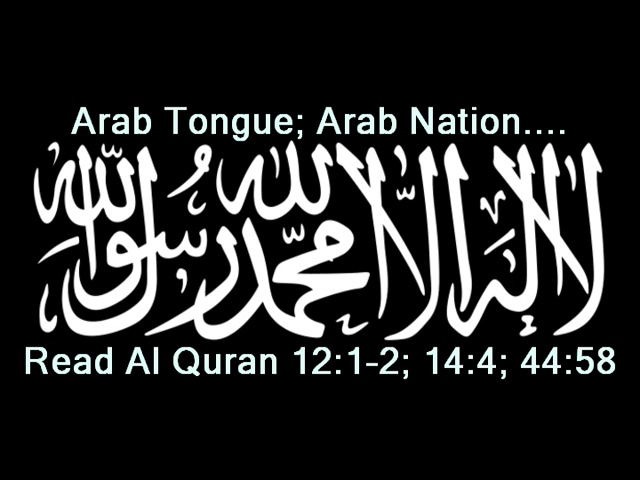 Arab Tongue; Arab Nation....
لا إله إلا الله محمد رسول الله
Read Al Quran 12:1-2; 14:4; 44:58